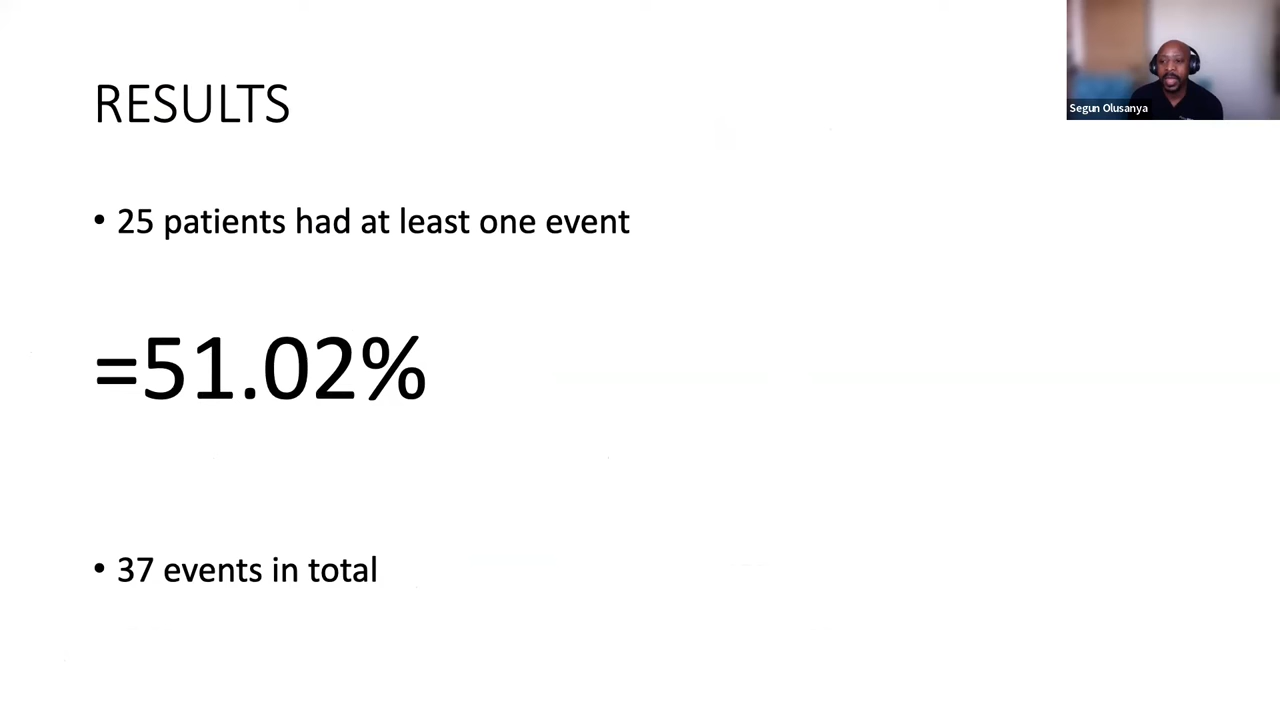 RESULTS
Segun Olusanya
• 25 patients had at least one event
=51.02%
• 37 events in total